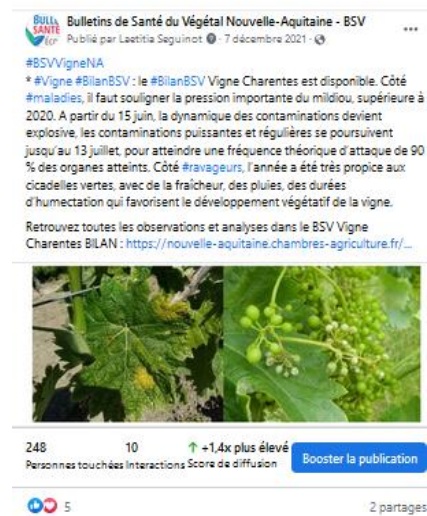 BULL
SANTÉ
Écr
Bulletins de Santé du Végétal Nouvelle-Aquitaine - BSV
Publié par Laetitia Seguinot · 7 décembre 2021 ·
#BSVVigneNA
* #Vigne #BilanBSV : le #BilanBSV Vigne Charentes est disponible. Côté
#maladies, il faut souligner la pression importante du mildiou, supérieure à
2020. A partir du 15 juin, la dynamique des contaminations devient
explosive, les contaminations puissantes et régulières se poursuivent
jusqu'au 13 juillet, pour atteindre une fréquence théorique d'attaque de 90
% des organes atteints. Côté #ravageurs, l'année a été très propice aux
cicadelles vertes, avec de la fraîcheur, des pluies, des durées
d'humectation qui favorisent le développement végétatif de la vigne.
Retrouvez toutes les observations et analyses dans le BSV Vigne
Charentes BILAN : https://nouvelle-aquitaine.chambres-agriculture.fr/...
248 10 +1,4x plus élevé
Personnes touchées Interactions Score de diffusion
Booster la publication
5 2 partages